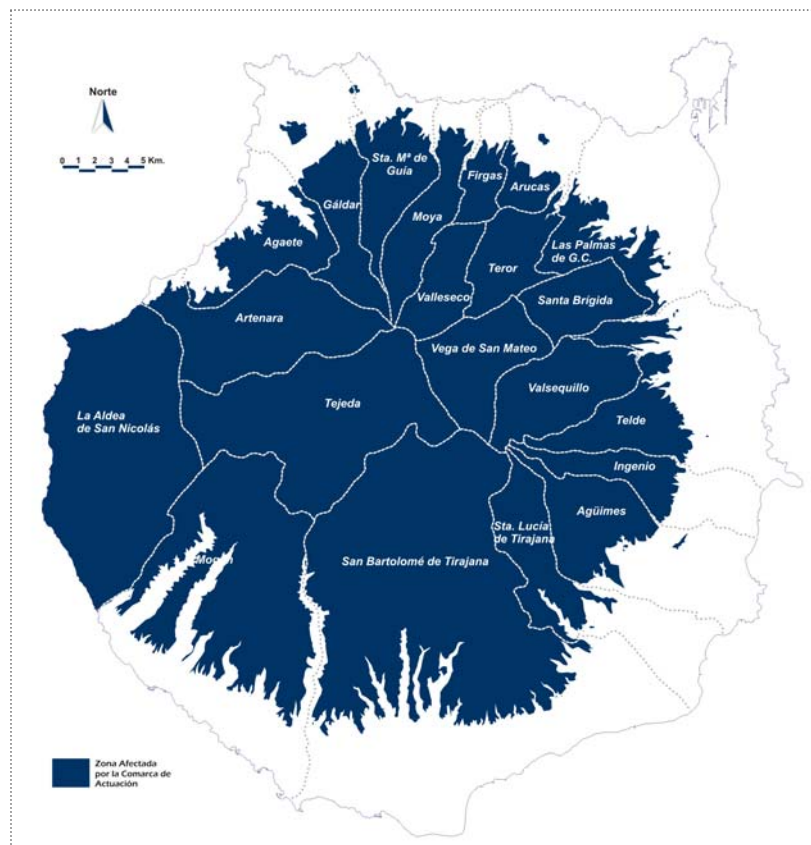 Norte
0 1 2 3 4 5 Km.
Sta. Mª de
Guía
Firgas
Arucas
Gáldar
Moya
Agaete
Las Palmas
de G.C.
Teror
Valleseco
Santa Brígida
Artenara
Vega de San Mateo
Valsequillo
Tejeda
La Aldea
de San Nicolás
Telde
Ingenio
Agüimes
Sta. Lucía
de Tirajana
Mogán
San Bartolomé de Tirajana
Zona Afectada
por la Comarca de
Actuación